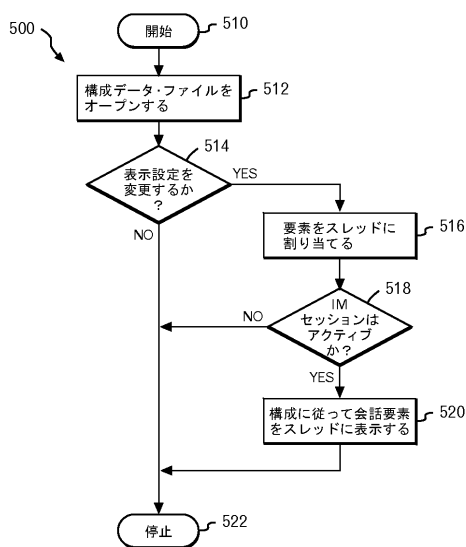 500
開始
510
構成データ・ファイルを
オープンする
512
表示設定を
変更するか
?
514
YES
NO
要素をスレッドに
割り当てる
516
IM
セッションは
アクティブ
か?
518
NO
YES
構成に従って会話要素
をスレッドに表示する
520
停止
522